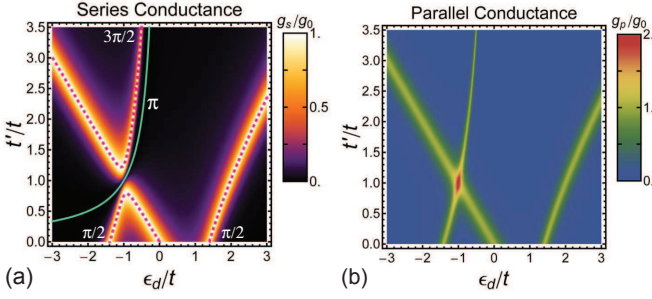 Series Conductance
g_s/g_0
3π/2
π
π/2
π/2
t'/t
3.5
3.0
2.5
2.0
1.5
1.0
0.5
0.0
−3 −2 −1 0 1 2 3
ϵ_d/t
1.
0.5
0.
(a)
Parallel Conductance
g_p/g_0
t'/t
3.5
3.0
2.5
2.0
1.5
1.0
0.5
0.0
−3 −2 −1 0 1 2 3
ϵ_d/t
2.
1.
0.
(b)